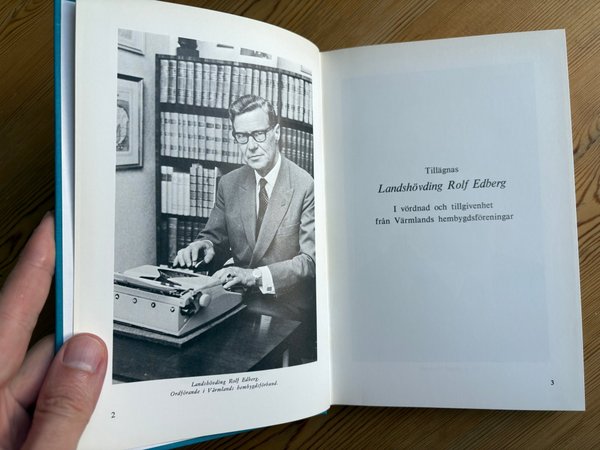 Landshövding Rolf Edberg.
Ordförande i Värmlands hembygdsförbund.
2
Tillägnas
Landshövding Rolf Edberg
I vördnad och tillgivenhet
från Värmlands hembygdsföreningar
3